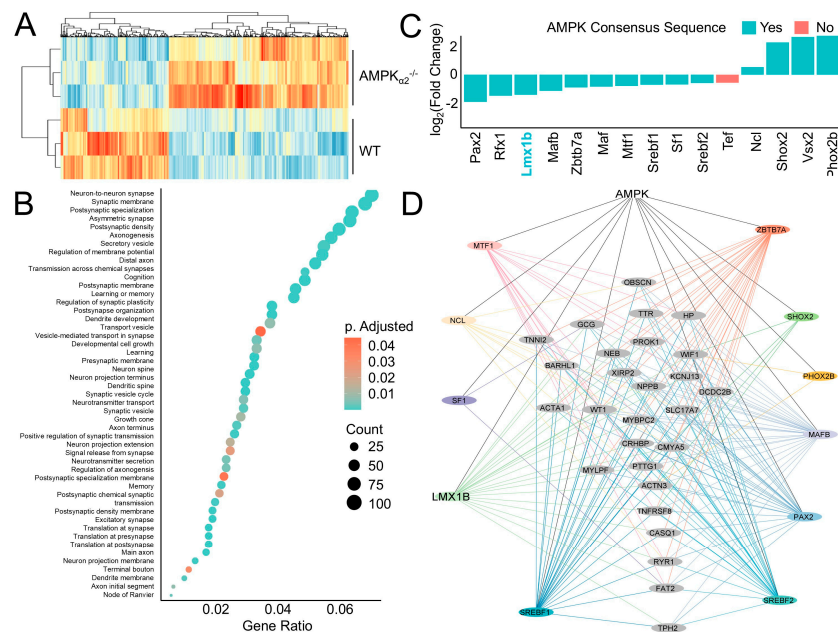 A
AMPKα2-/-
WT
B
Neuron-to-neuron synapse
Synaptic membrane
Postsynaptic specialization
Asymmetric synapse
Postsynaptic density
Axonogenesis
Secretory vesicle
Regulation of membrane potential
Distal axon
Transmission across chemical synapses
Cognition
Postsynaptic membrane
Learning or memory
Regulation of synaptic plasticity
Postsynapse organization
Dendrite development
Transport vesicle
Vesicle-mediated transport in synapse
Developmental cell growth
Learning
Presynaptic membrane
Neuron spine
Neuron projection terminus
Dendritic spine
Synaptic vesicle cycle
Neurotransmitter transport
Synaptic vesicle
Growth cone
Axon terminus
Positive regulation of synaptic transmission
Neuron projection extension
Signal release from synapse
Neurotransmitter secretion
Regulation of axonogenesis
Postsynaptic specialization membrane
Memory
Postsynaptic chemical synaptic
transmission
Postsynaptic density membrane
Excitatory synapse
Translation at synapse
Translation at presynapse
Translation at postsynapse
Main axon
Neuron projection membrane
Terminal bouton
Dendrite membrane
Axon initial segment
Node of Ranvier
0.02 0.04 0.06
Gene Ratio
p. Adjusted
0.04
0.03
0.02
0.01
Count
25
50
75
100
C
AMPK Consensus Sequence Yes No
log2(Fold Change)
2
0
-2
Pax2
Rfx1
Lmx1b
Mafb
Zbtb7a
Maf
Mtf1
Srebf1
Sf1
Srebf2
Tef
Ncl
Shox2
Vsx2
Phox2b
D
AMPK
ZBTB7A
MTF1
OBSCN
NCL
GCG
TTR
HP
SHOX2
TNNI2
PROK1
NEB
WIF1
BARHL1
XIRP2
KCNJ13
PHOX2B
NPPB
DCDC2B
SF1
ACTA1
WT1
SLC17A7
MYBPC2
MAFB
CRHBP
CMYA5
MYLPF
PTTG1
LMX1B
ACTN3
TNFRSF8
PAX2
CASQ1
RYR1
FAT2
SREBF1
SREBF2
TPH2